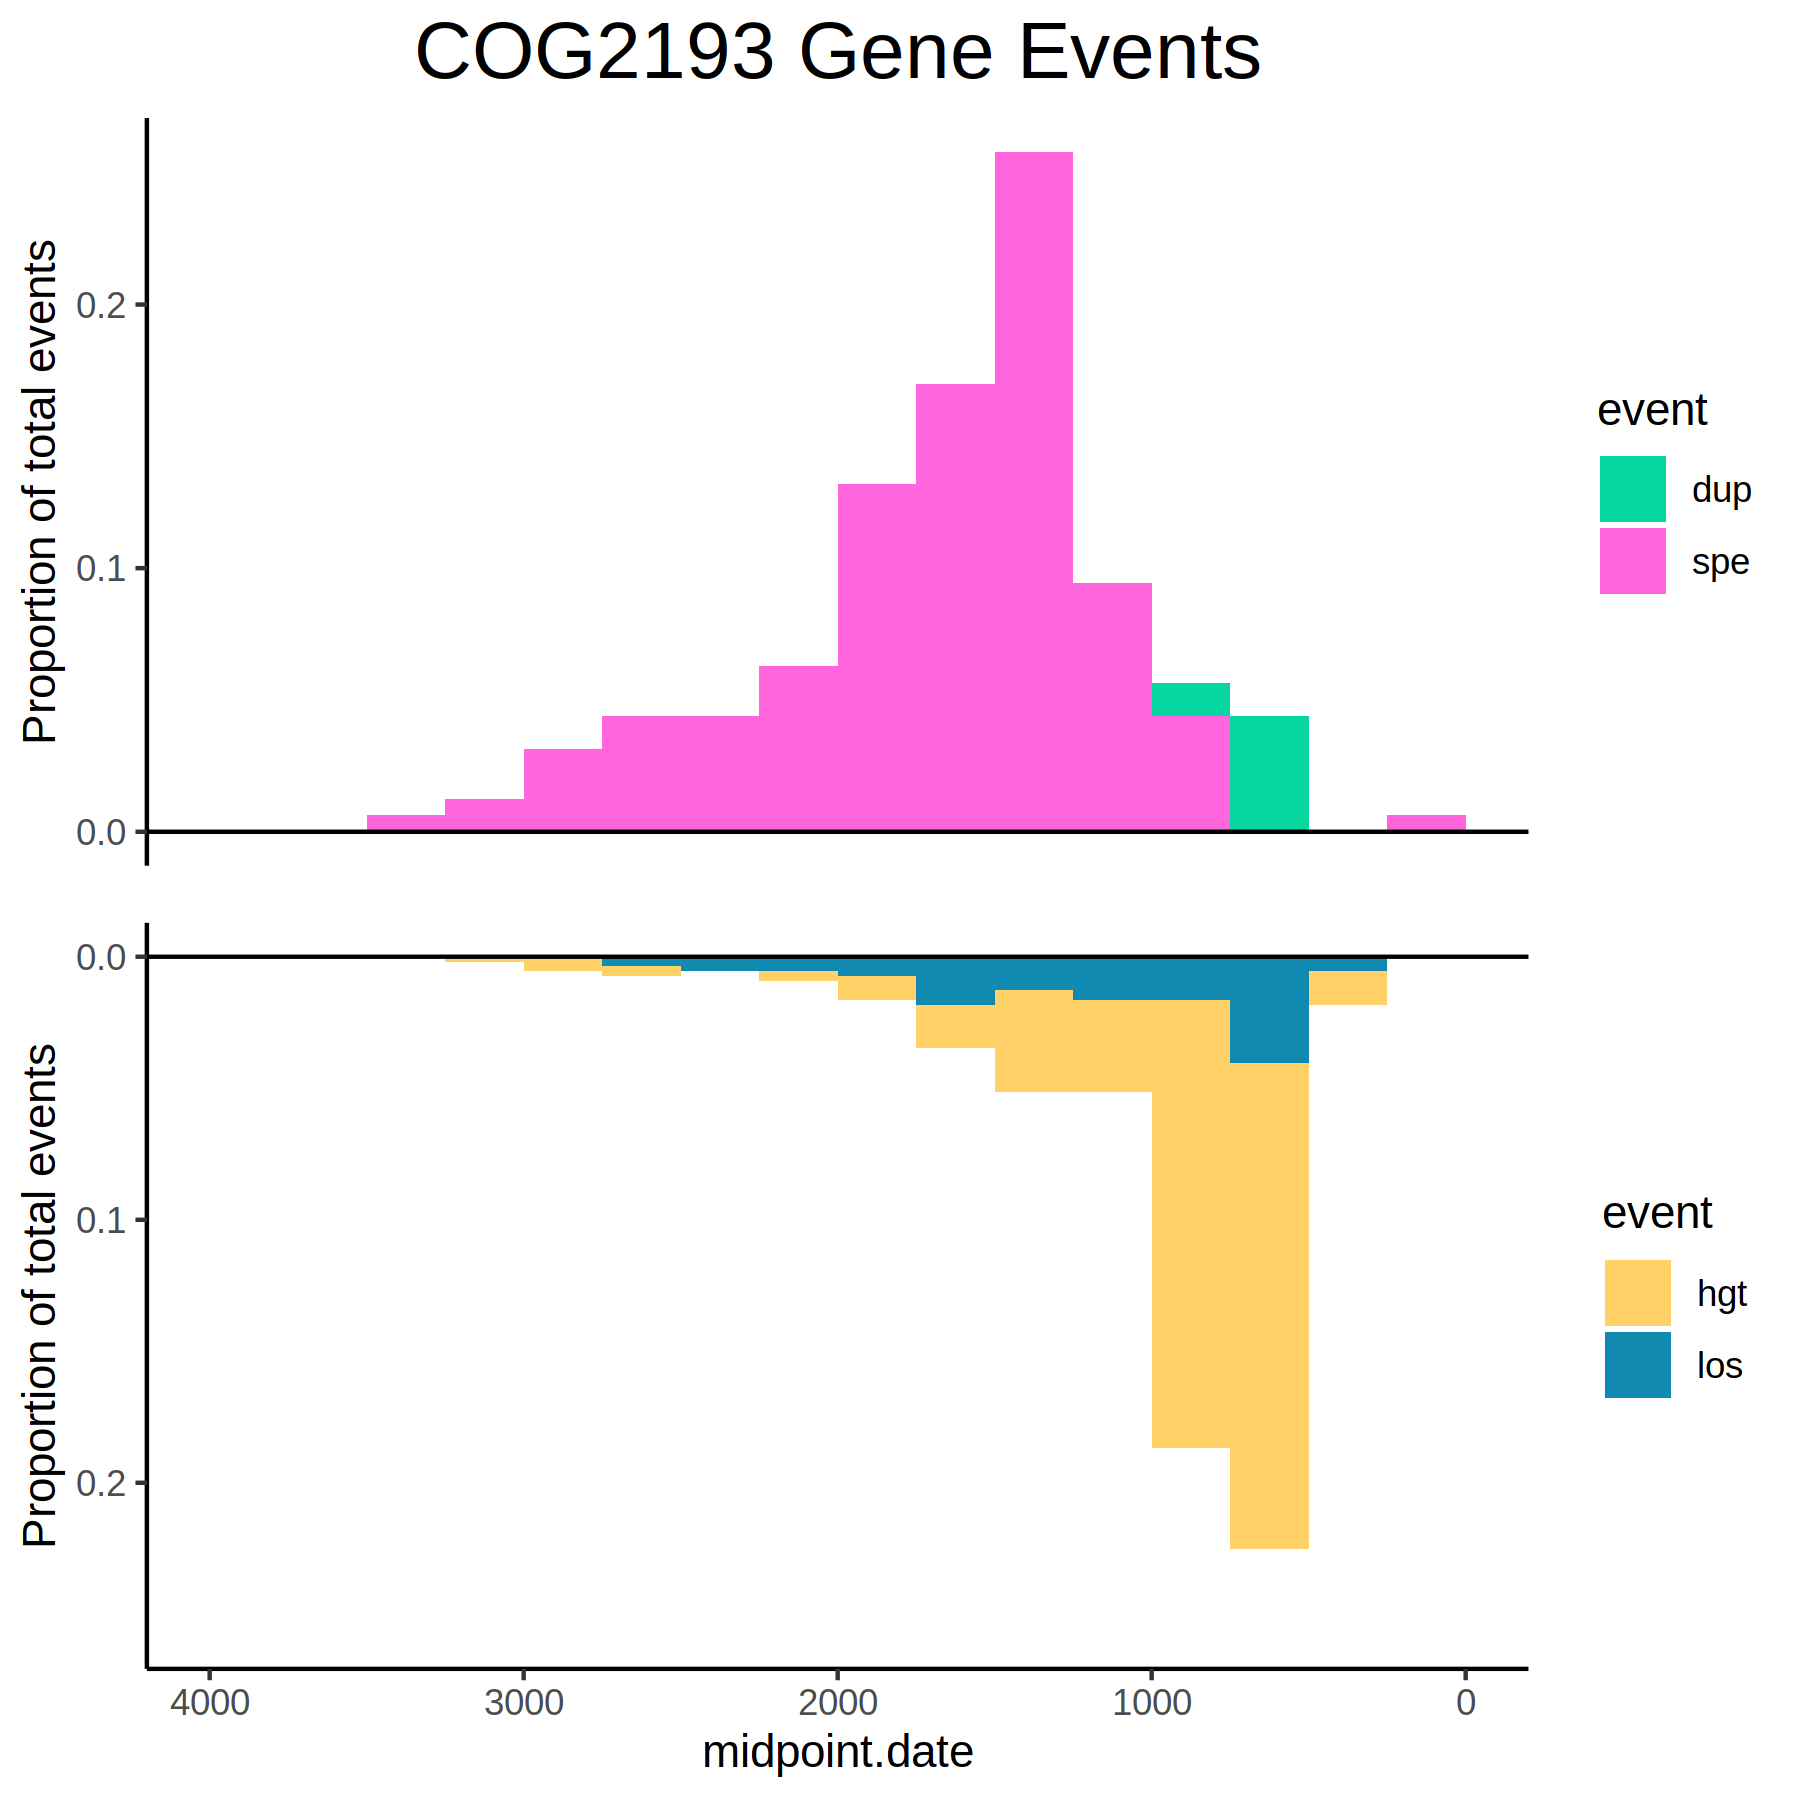 COG2193 Gene Events
Proportion of total events
0.2
0.1
0.0
event
dup
spe
Proportion of total events
0.0
0.1
0.2
event
hgt
los
4000 3000 2000 1000 0
midpoint.date